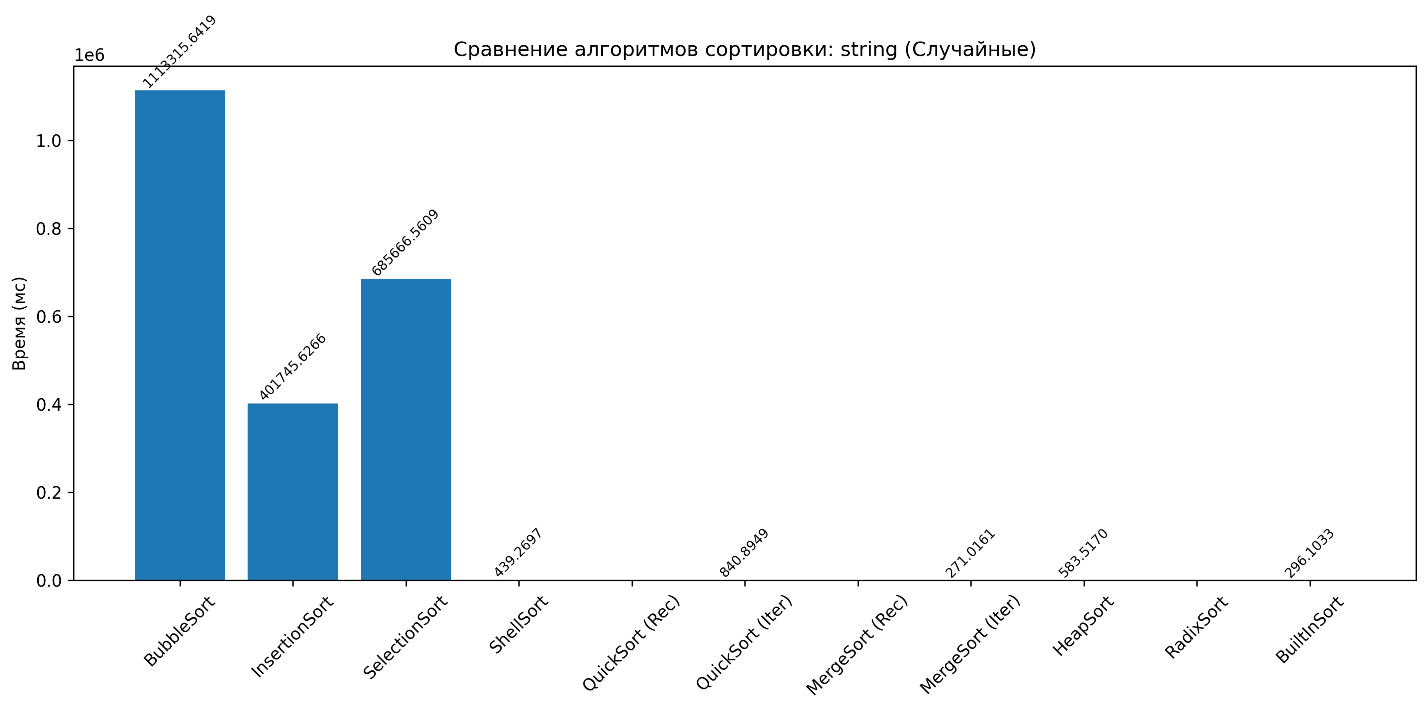 Сравнение алгоритмов сортировки: string (Случайные)
1e6
Время (мс)
1.0
0.8
0.6
0.4
0.2
0.0
1113315.6419
401745.6266
685666.5609
439.2697
840.8949
271.0161
583.5170
296.1033
BubbleSort
InsertionSort
SelectionSort
ShellSort
QuickSort (Rec)
QuickSort (Iter)
MergeSort (Rec)
MergeSort (Iter)
HeapSort
RadixSort
BuiltInSort